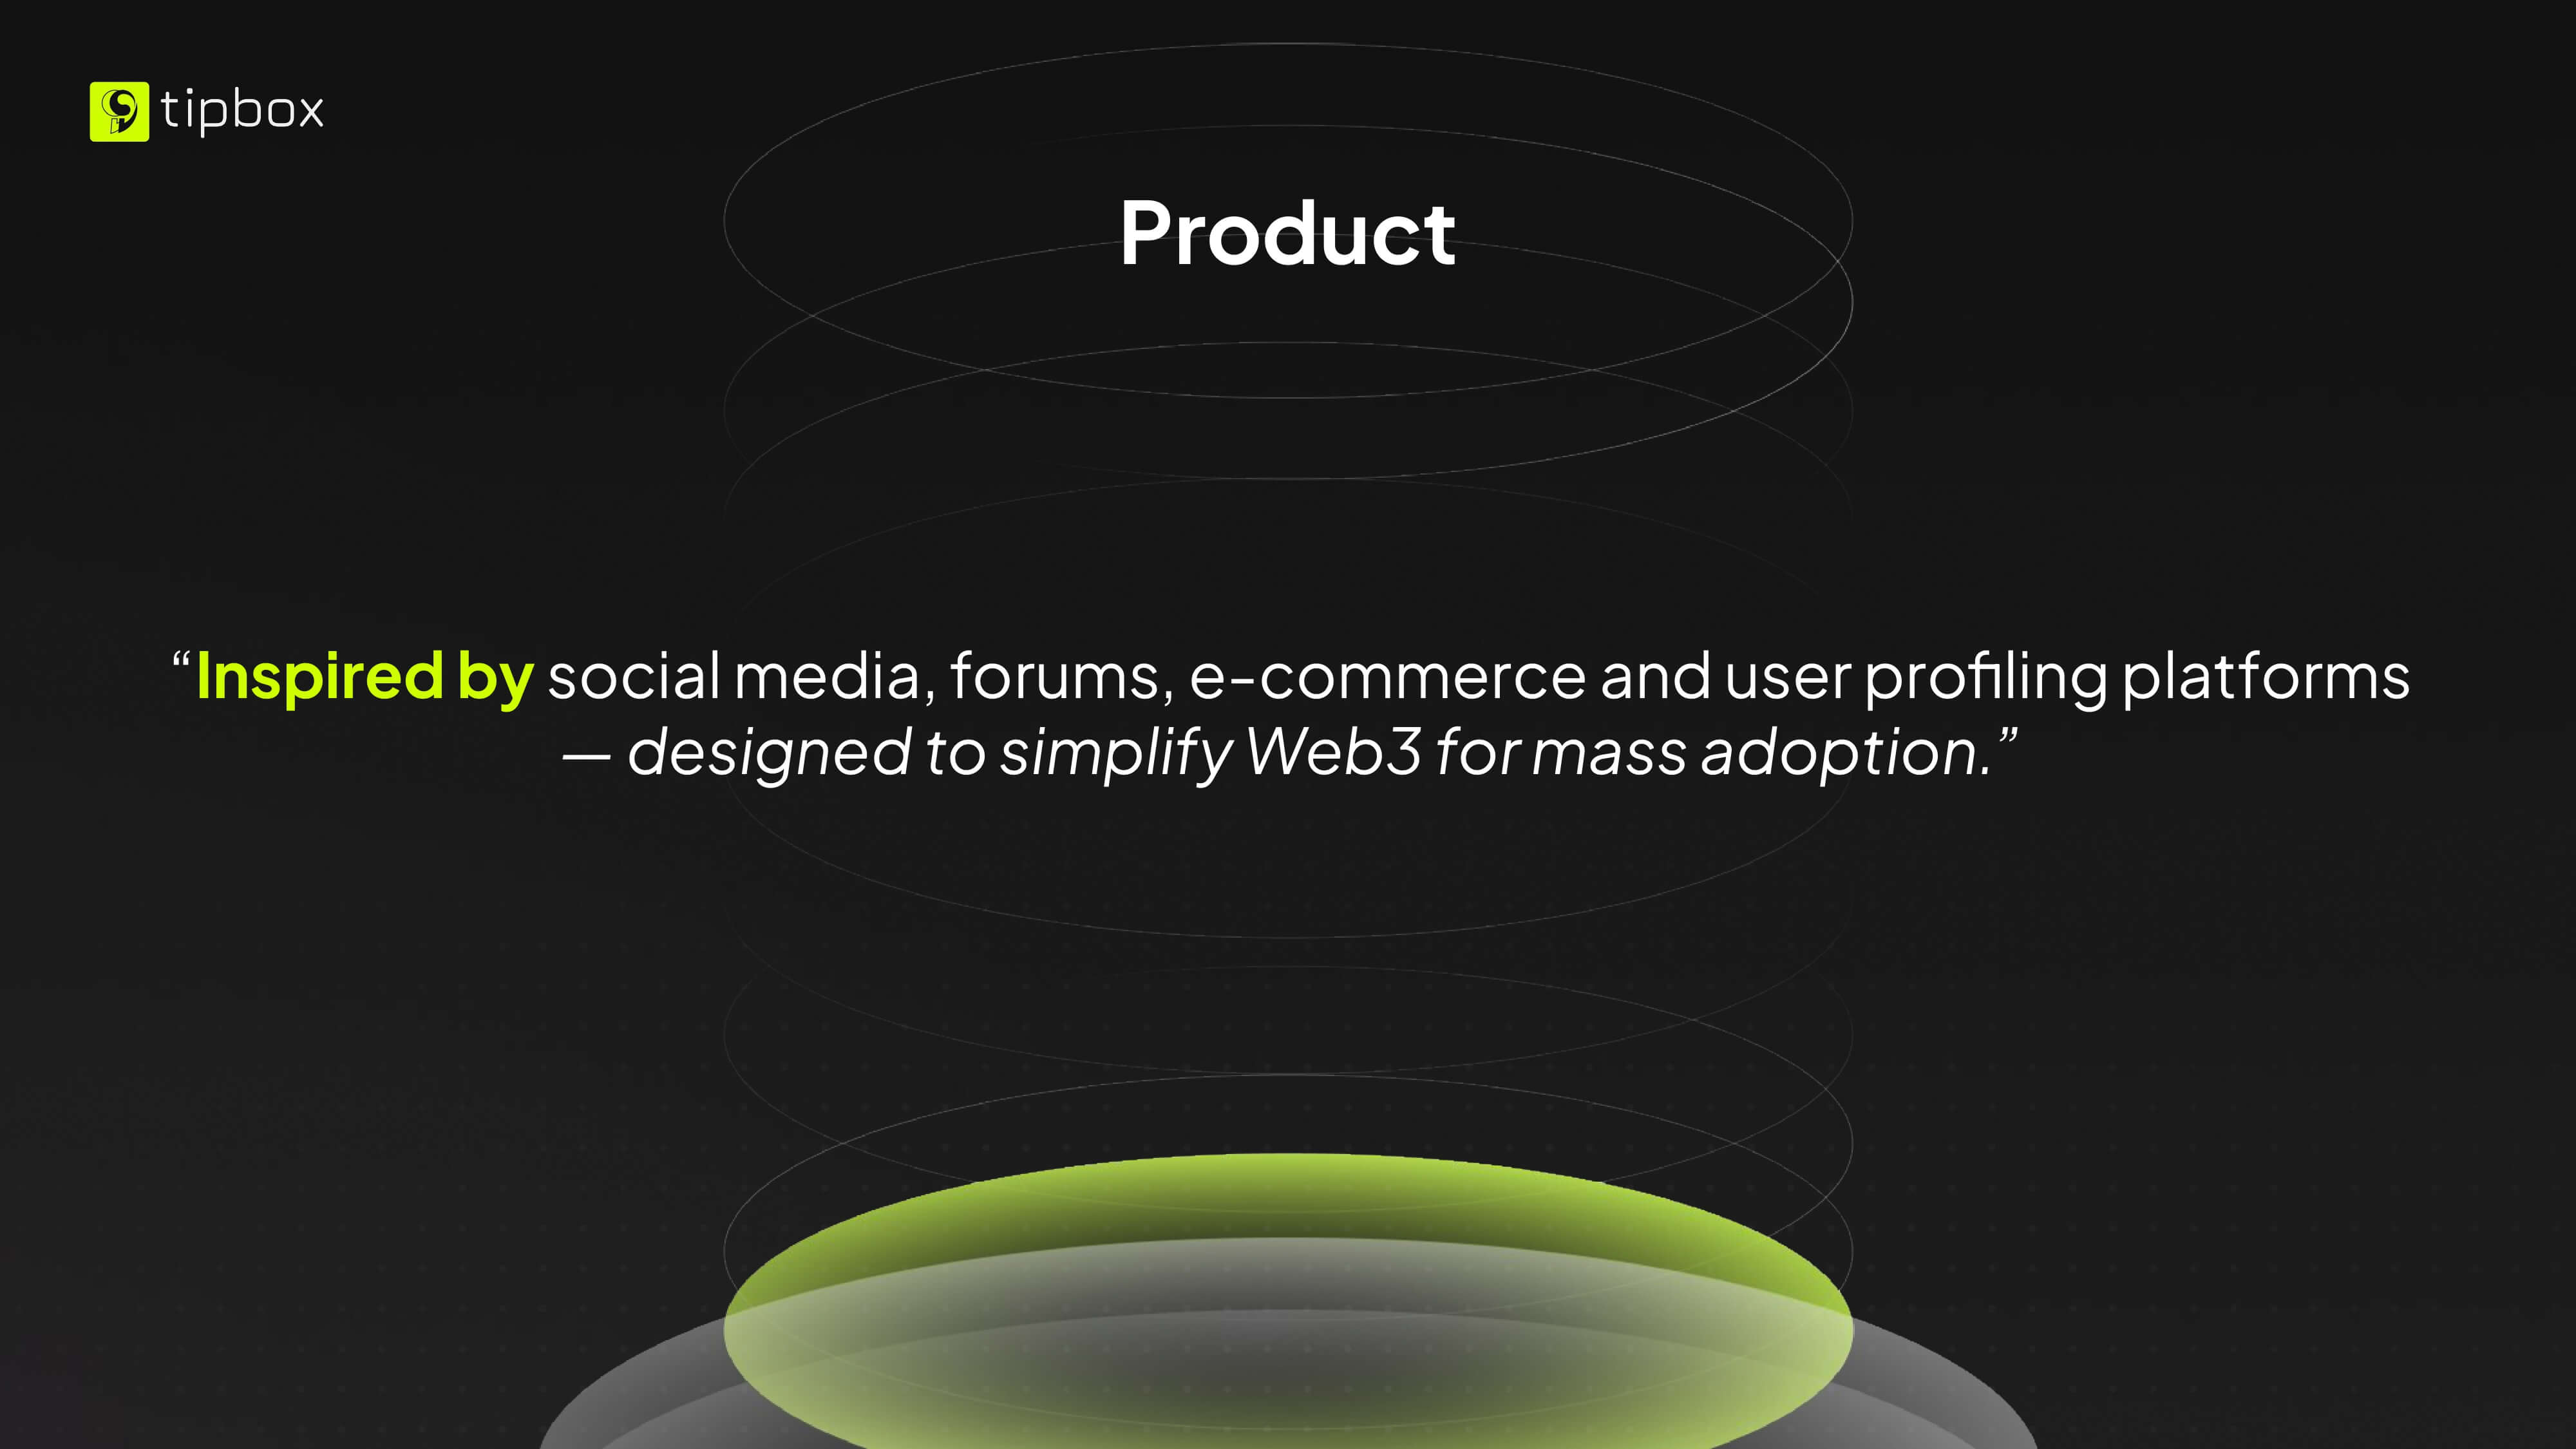 tipbox
Product
“Inspired by social media, forums, e-commerce and user profiling platforms
— designed to simplify Web3 for mass adoption.”